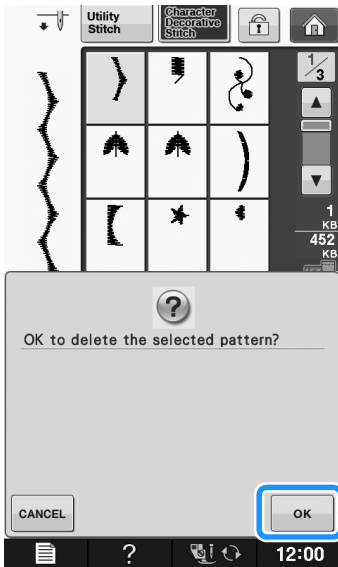 Utility
Stitch
Character
Decorative
Stitch
1/3
1
KB
452
KB
OK to delete the selected pattern?
CANCEL
OK
?
12:00